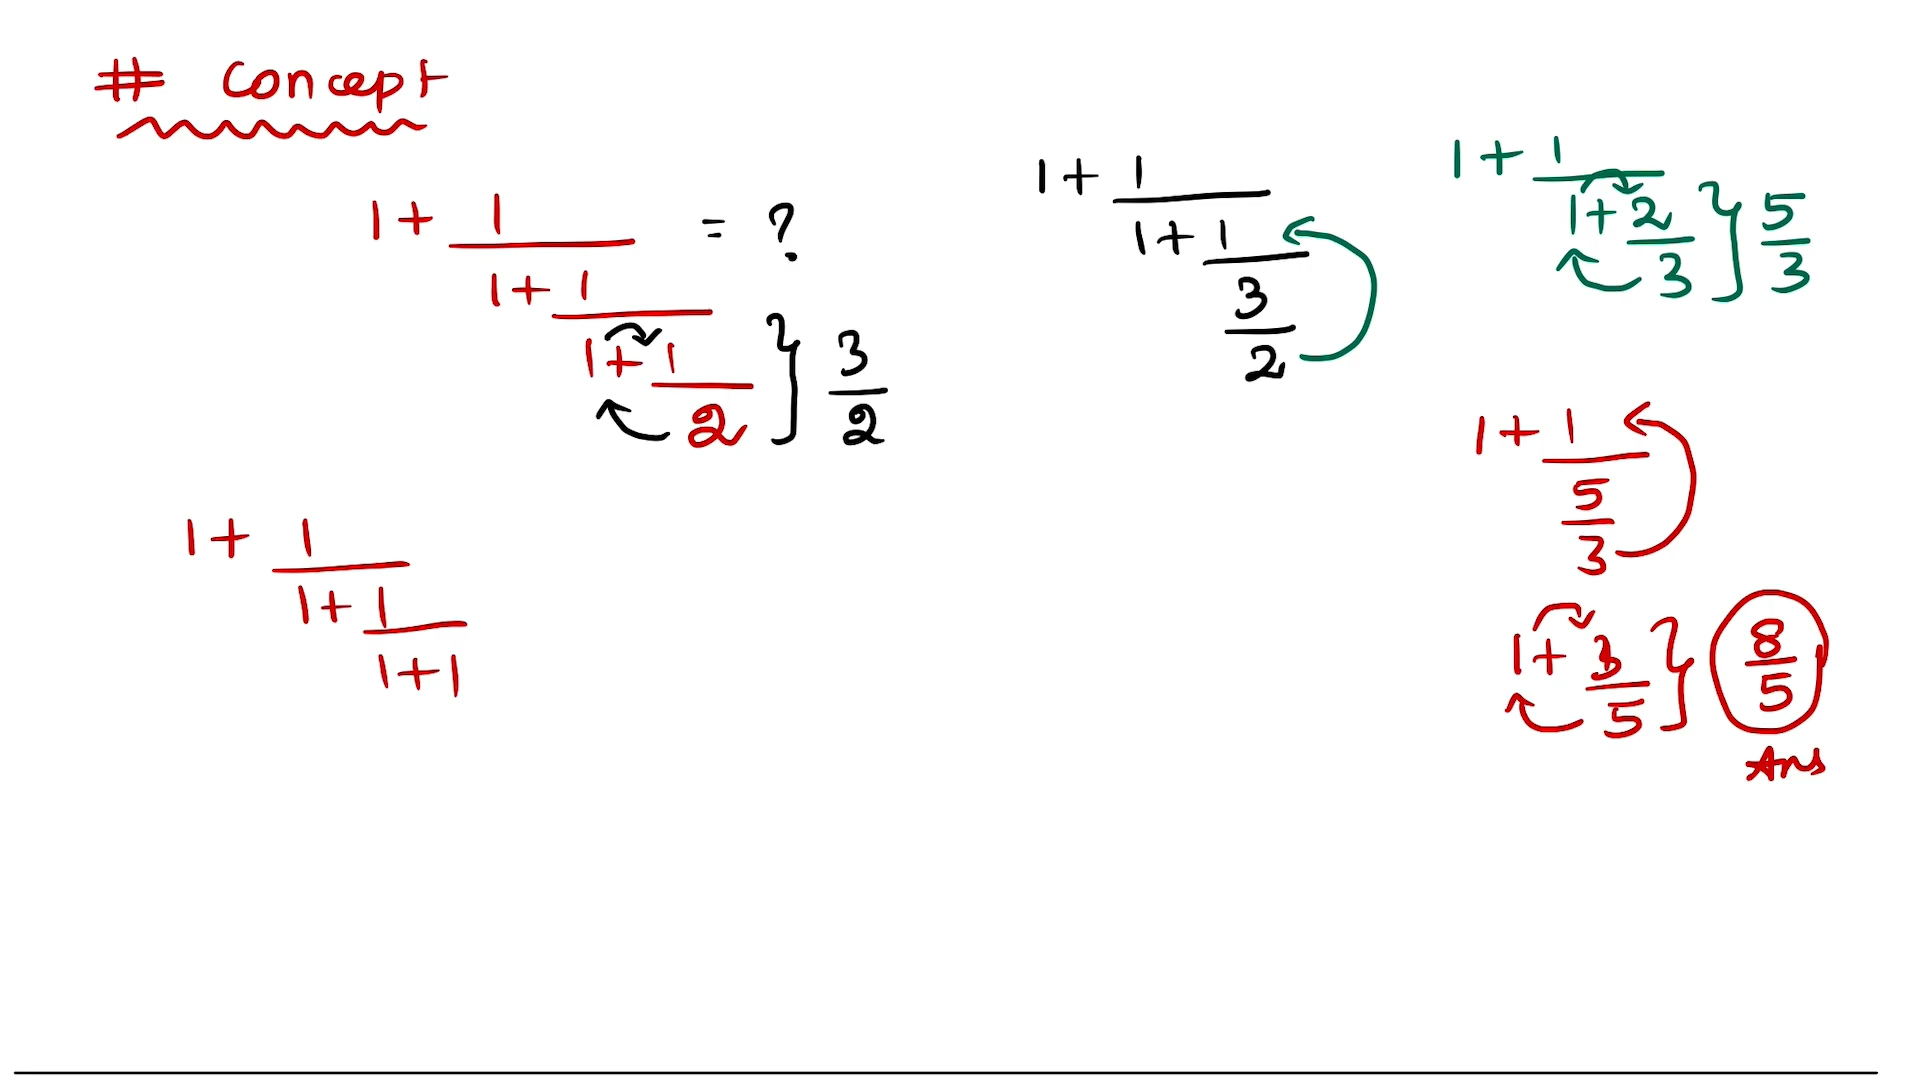 # concept
1 + 1 = ?
1 + 1
1 + 1 } 3
2 2
1 + 1
1 + 1
3
2
1 + 1
1 + 2 } 5
3 3
1 + 1
5
3
1 + 3 } 8
5 5
Ans
1 + 1
1 + 1
1 + 1